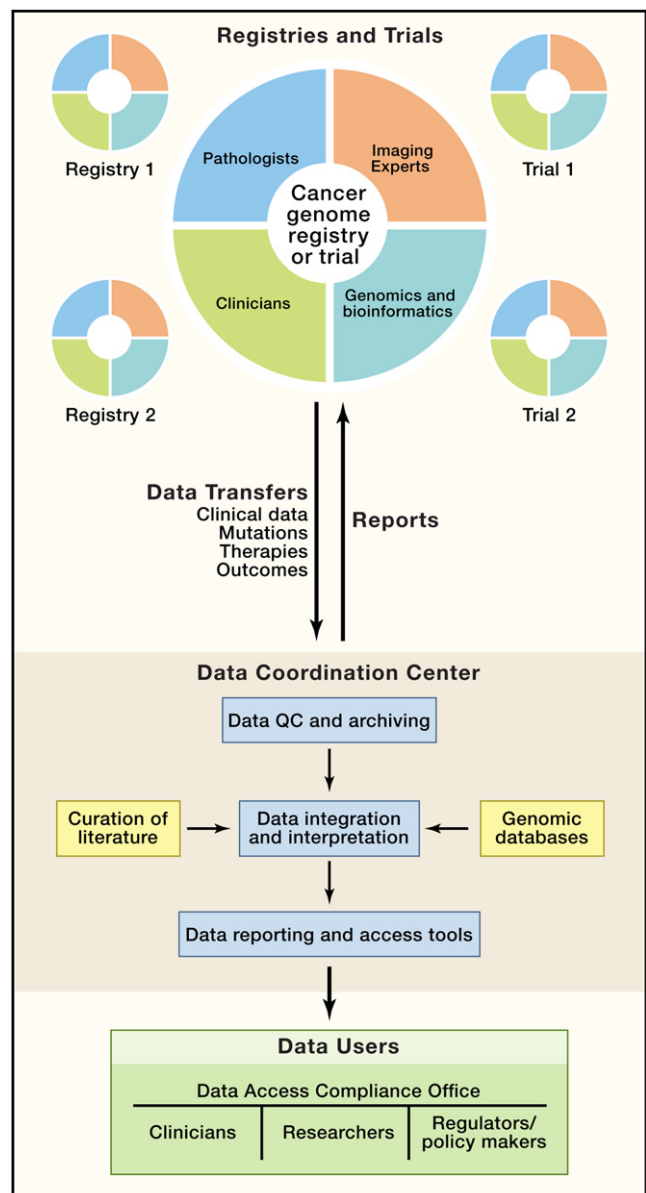 Registries and Trials
Registry 1
Pathologists
Imaging
Experts
Trial 1
Cancer
genome
registry
or trial
Clinicians
Genomics and
bioinformatics
Registry 2
Trial 2
Data Transfers
Clinical data
Mutations
Therapies
Outcomes
Reports
Data Coordination Center
Data QC and archiving
Curation of
literature
Data integration
and interpretation
Genomic
databases
Data reporting and access tools
Data Users
Data Access Compliance Office
Clinicians
Researchers
Regulators/
policy makers